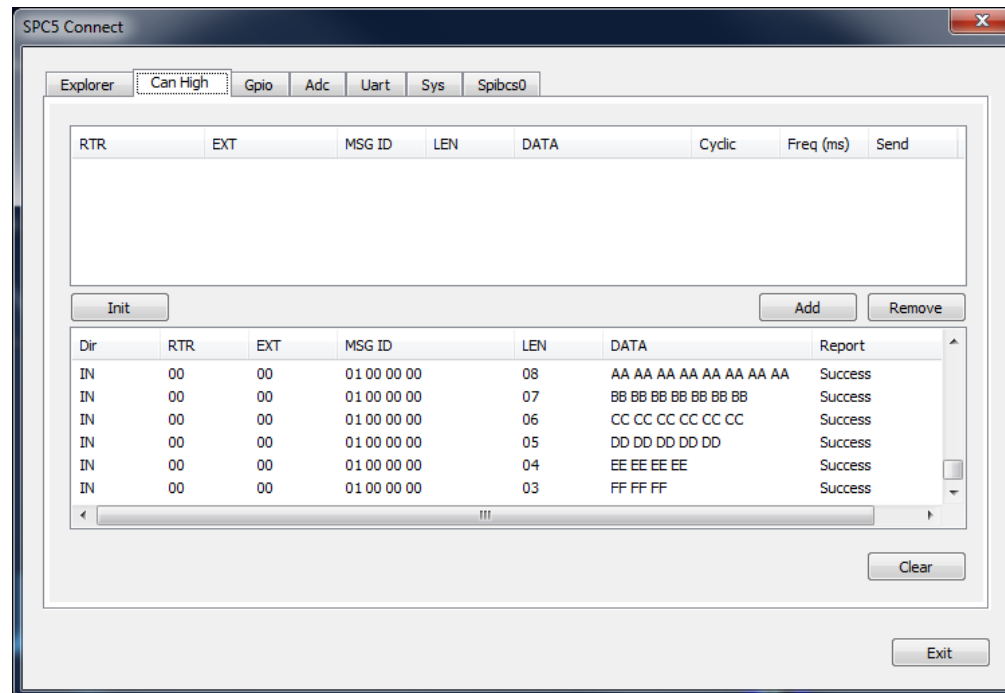 SPC5 Connect
Explorer Can High Gpio Adc Uart Sys Spibcs0
RTR EXT MSG ID LEN DATA Cyclic Freq (ms) Send
Init Add Remove
Dir RTR EXT MSG ID LEN DATA Report
IN 00 00 01 00 00 00 08 AA AA AA AA AA AA AA AA Success
IN 00 00 01 00 00 00 07 BB BB BB BB BB BB BB Success
IN 00 00 01 00 00 00 06 CC CC CC CC CC CC Success
IN 00 00 01 00 00 00 05 DD DD DD DD DD Success
IN 00 00 01 00 00 00 04 EE EE EE EE Success
IN 00 00 01 00 00 00 03 FF FF FF Success
Clear
Exit